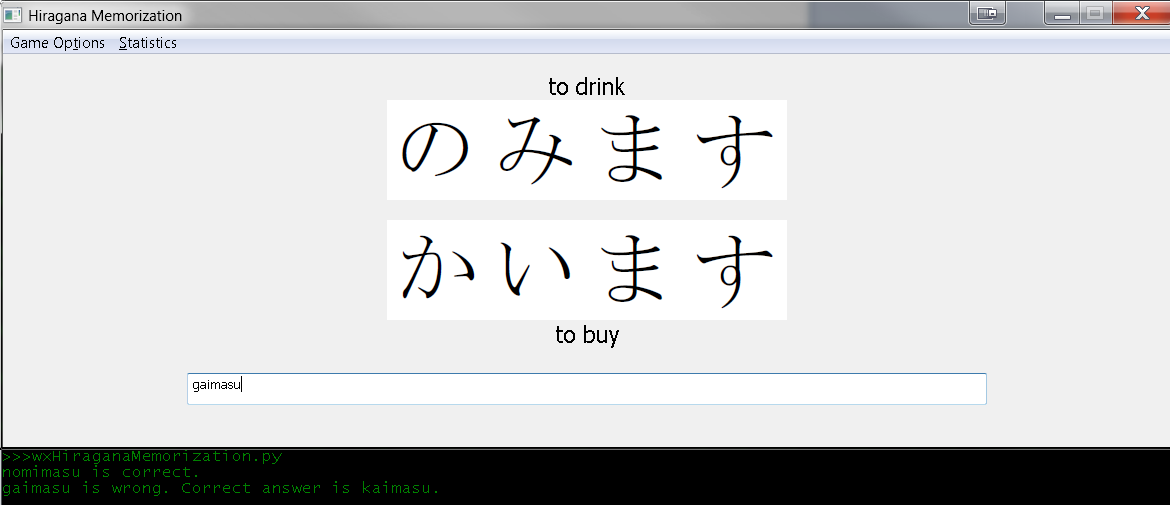 Hiragana Memorization
Game Options Statistics
to drink
のみます
かいます
to buy
gaimasu
>>>wxHiraganaMemorization.py
nomimasu is correct.
gaimasu is wrong. Correct answer is kaimasu.